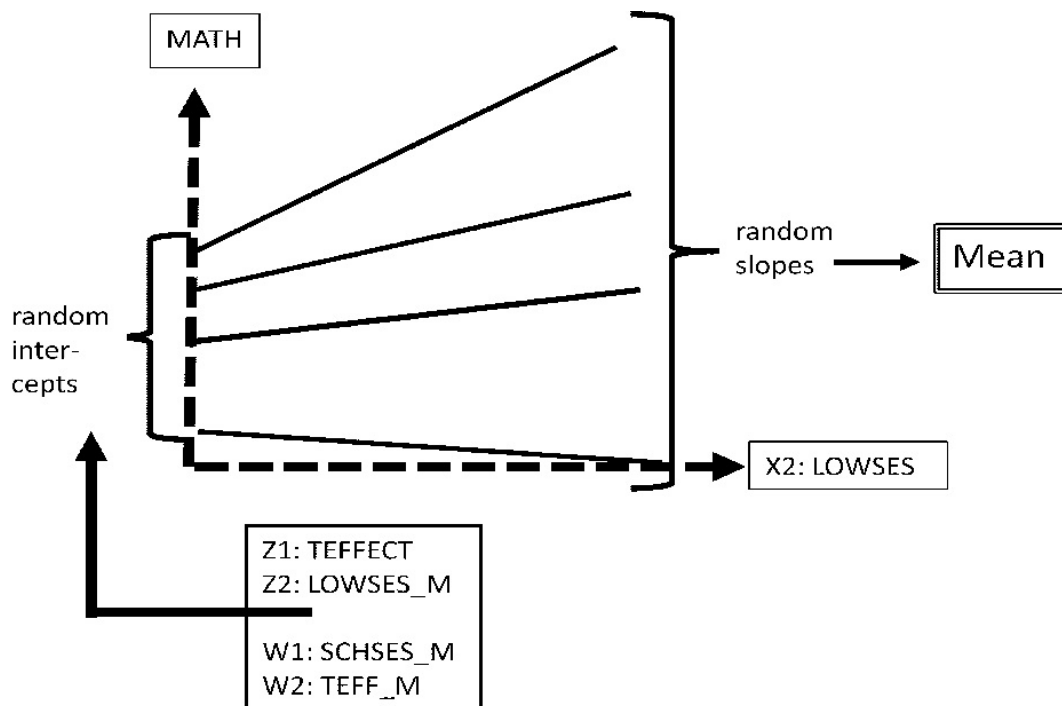 MATH
random
inter-
cepts
random
slopes
Mean
X2: LOWSES
Z1: TEFFECT
Z2: LOWSES_M
W1: SCHSES_M
W2: TEFF_M